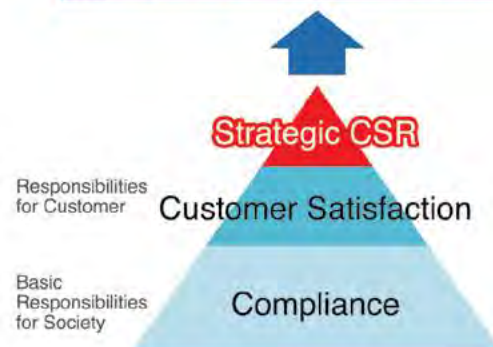 Strategic CSR
Responsibilities
for Customer
Customer Satisfaction
Basic
Responsibilities
for Society
Compliance